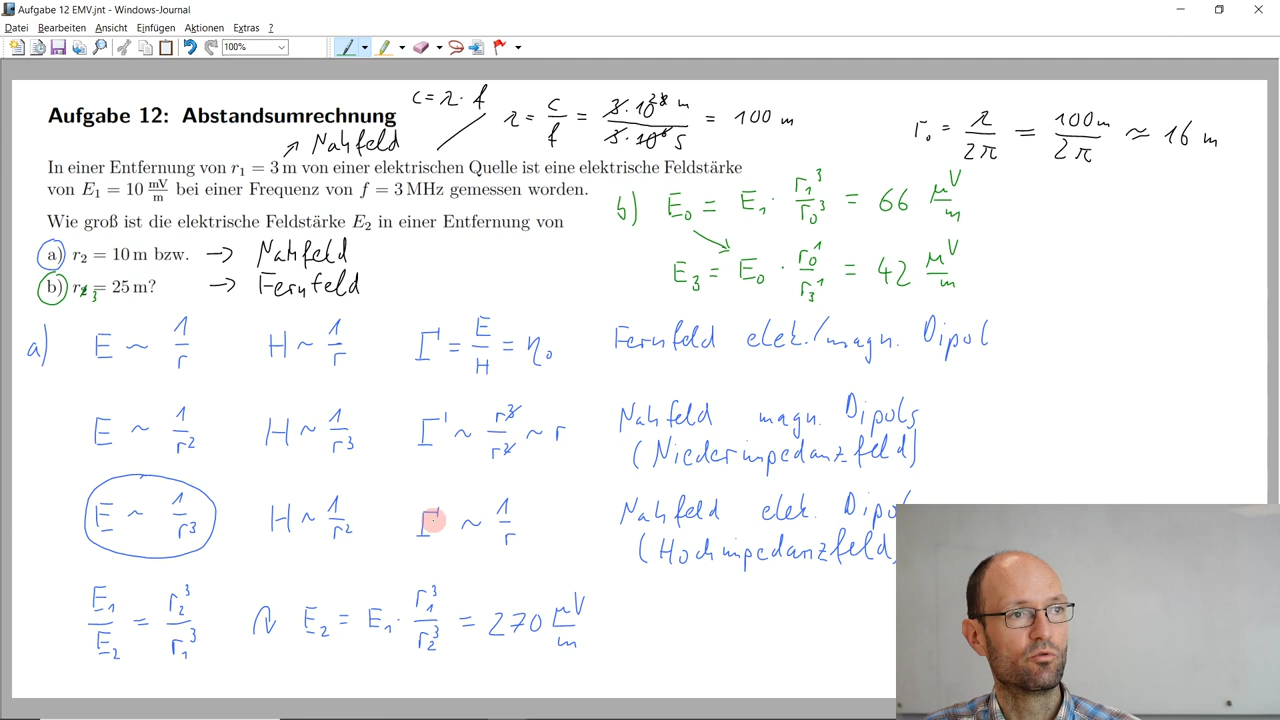 Aufgabe 12 EMV.jnt - Windows-Journal
Datei Bearbeiten Ansicht Einfügen Aktionen Extras ?
100%
Aufgabe 12: Abstandsumrechnung
c = λ · f
λ = c/f = 3·10^8 m / 3·10^6 s = 100 m
r₀ = λ/2π = 100m/2π ≈ 16 m
↗ Nahfeld
In einer Entfernung von r₁ = 3 m von einer elektrischen Quelle ist eine elektrische Feldstärke
von E₁ = 10 mV/m bei einer Frequenz von f = 3 MHz gemessen worden.
Wie groß ist die elektrische Feldstärke E₂ in einer Entfernung von
a) r₂ = 10 m bzw. → Nahfeld
b) r₃ = 25 m? → Fernfeld
b) E₀ = E₁ · r₁³/r₀³ = 66 μV/m
E₃ = E₀ · r₀¹/r₃¹ = 42 μV/m
a) E ~ 1/r H ~ 1/r Γ = E/H = η₀ Fernfeld elek./magn. Dipol
E ~ 1/r² H ~ 1/r³ Γ ~ r³/r² ~ r Nahfeld magn. Dipols
(Niederimpedanzfeld)
E ~ 1/r³ H ~ 1/r² Γ ~ 1/r Nahfeld elek. Dipo
(Hochimpedanzfeld)
E₁/E₂ = r₂³/r₁³ E₂ = E₁ · r₁³/r₂³ = 270 μV/m